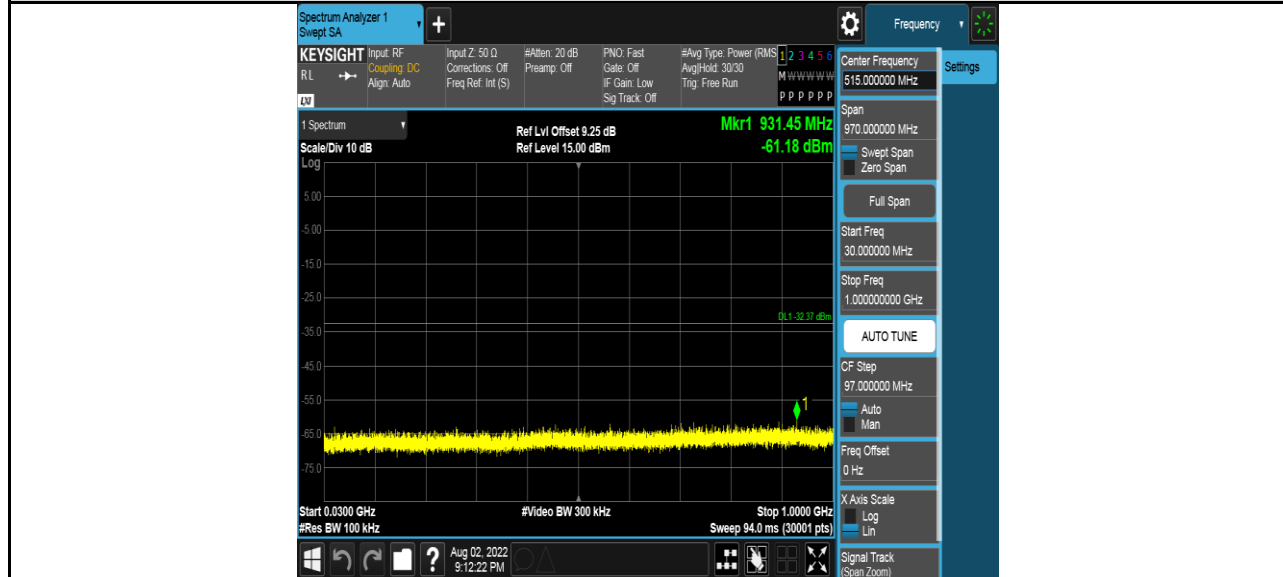 Spectrum Analyzer 1
Swept SA
+
Frequency
KEYSIGHT
RL
LXI
Input: RF
Coupling: DC
Align: Auto
Input Z: 50 Ω
Corrections: Off
Freq Ref: Int (S)
#Atten: 20 dB
Preamp: Off
PNO: Fast
Gate: Off
IF Gain: Low
Sig Track: Off
#Avg Type: Power (RMS
Avg|Hold: 30/30
Trig: Free Run
1 2 3 4 5 6
M W W W W W
P P P P P P
1 Spectrum
Scale/Div 10 dB
Ref Lvl Offset 9.25 dB
Ref Level 15.00 dBm
Mkr1 931.45 MHz
-61.18 dBm
Log
5.00
-5.00
-15.0
-25.0
DL1 -32.37 dBm
-35.0
-45.0
-55.0
1
-65.0
-75.0
Start 0.0300 GHz
#Res BW 100 kHz
#Video BW 300 kHz
Stop 1.0000 GHz
Sweep 94.0 ms (30001 pts)
?
Aug 02, 2022
9:12:22 PM
Center Frequency
515.000000 MHz
Settings
Span
970.000000 MHz
Swept Span
Zero Span
Full Span
Start Freq
30.000000 MHz
Stop Freq
1.000000000 GHz
AUTO TUNE
CF Step
97.000000 MHz
Auto
Man
Freq Offset
0 Hz
X Axis Scale
Log
Lin
Signal Track
(Span Zoom)